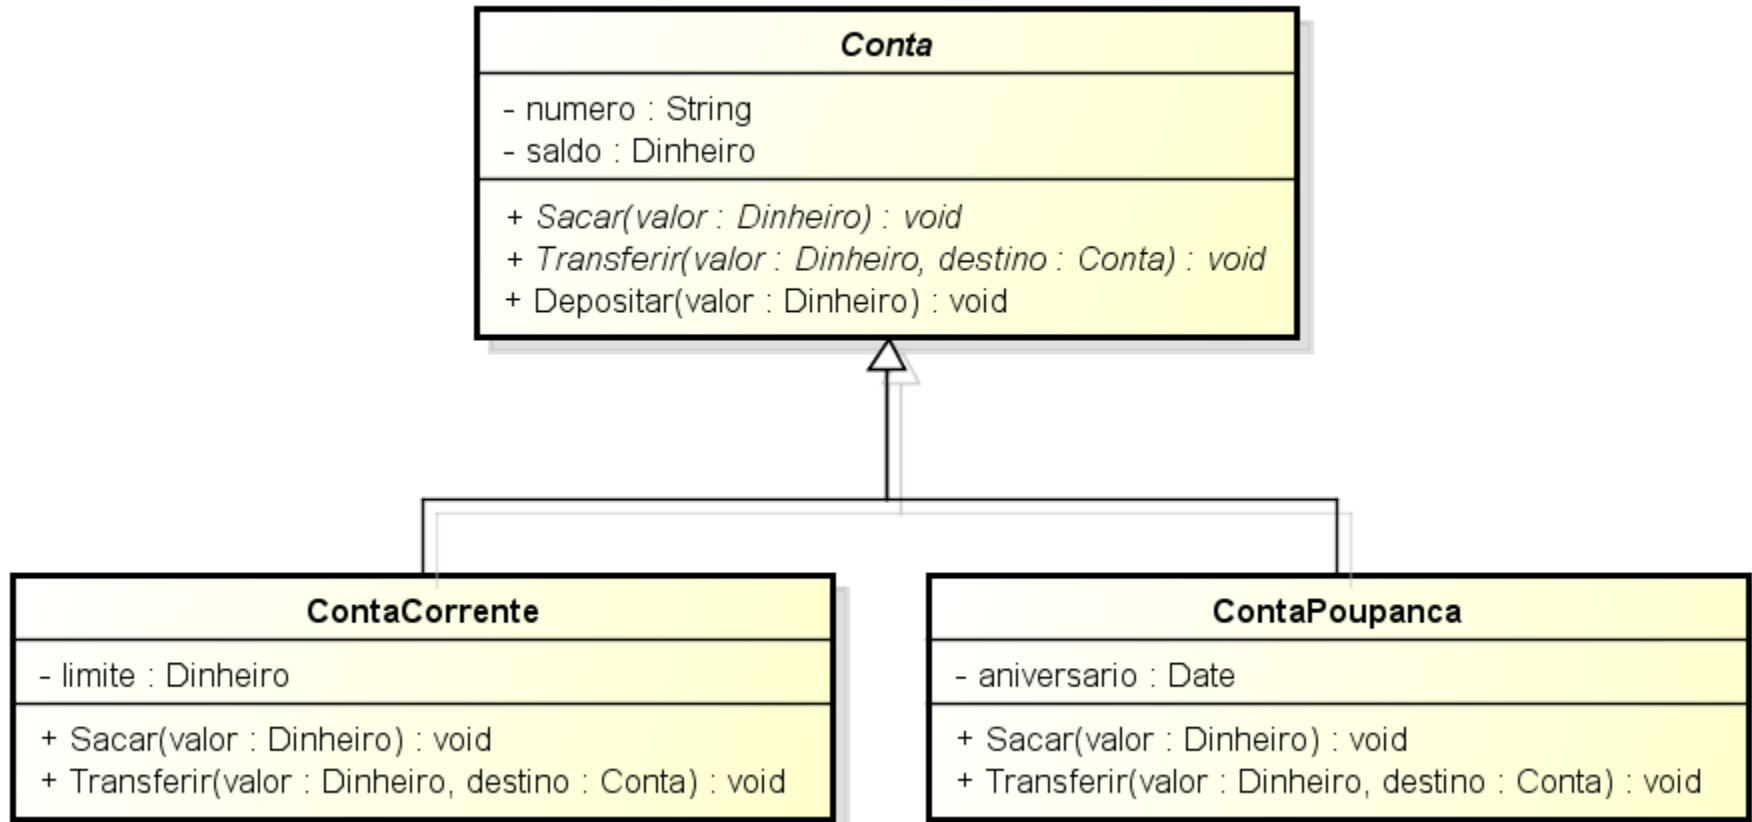 Conta
- numero : String
- saldo : Dinheiro
+ Sacar(valor : Dinheiro) : void
+ Transferir(valor : Dinheiro, destino : Conta) : void
+ Depositar(valor : Dinheiro) : void
ContaCorrente
- limite : Dinheiro
+ Sacar(valor : Dinheiro) : void
+ Transferir(valor : Dinheiro, destino : Conta) : void
ContaPoupanca
- aniversario : Date
+ Sacar(valor : Dinheiro) : void
+ Transferir(valor : Dinheiro, destino : Conta) : void